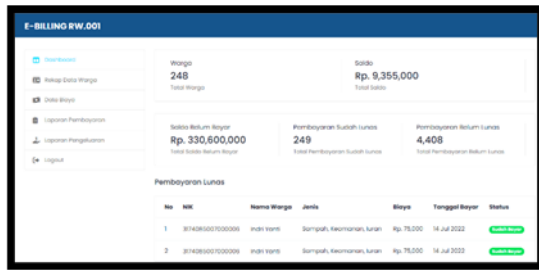 E-BILLING RW.001
Dashboard
Rekap Data Warga
Data Biaya
Laporan Pembayaran
Laporan Pengeluaran
Logout
Warga
248
Total Warga
Saldo
Rp. 9,355,000
Total Saldo
Saldo Belum Bayar
Rp. 330,600,000
Total Saldo Belum Bayar
Pembayaran Sudah Lunas
249
Total Pembayaran Sudah Lunas
Pembayaran Belum Lunas
4,408
Total Pembayaran Belum Lunas
Pembayaran Lunas
No NIK Nama Warga Jenis Biaya Tanggal Bayar Status
1 Indri Yanti Sampah, Keamanan, Iuran Rp. 75,000 14 Jul 2022 Sudah Bayar
2 Indri Yanti Sampah, Keamanan, Iuran Rp. 75,000 14 Jul 2022 Sudah Bayar